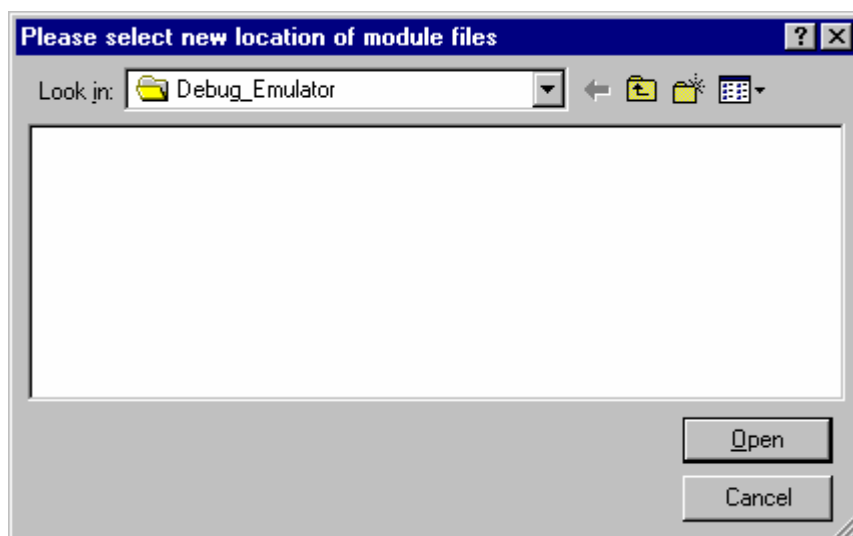 Please select new location of module files
Look in: Debug_Emulator
Open
Cancel